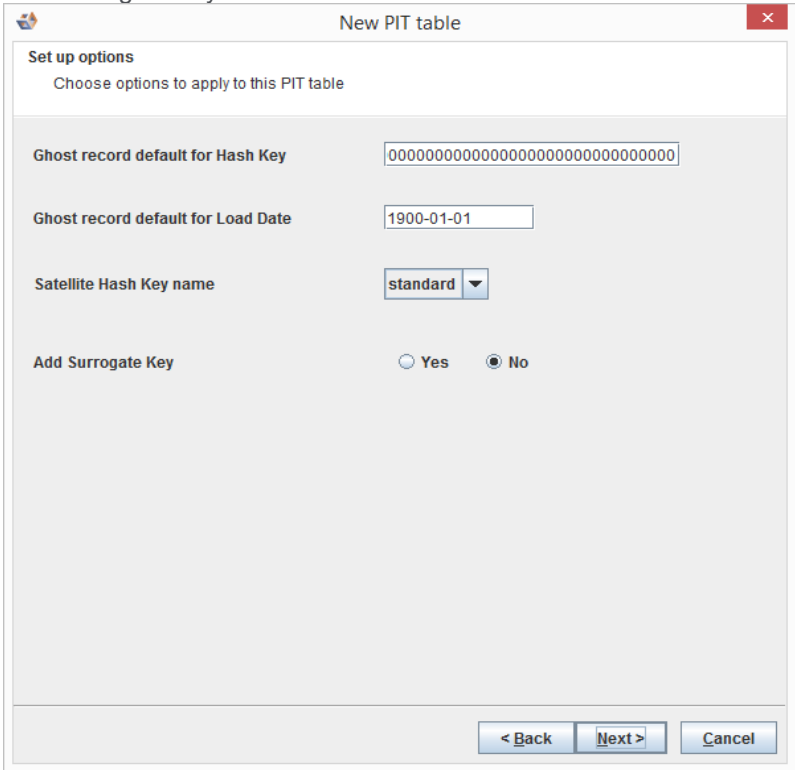 New PIT table
Set up options
Choose options to apply to this PIT table
Ghost record default for Hash Key 0000000000000000000000000000000
Ghost record default for Load Date 1900-01-01
Satellite Hash Key name standard
Add Surrogate Key Yes No
< Back Next > Cancel